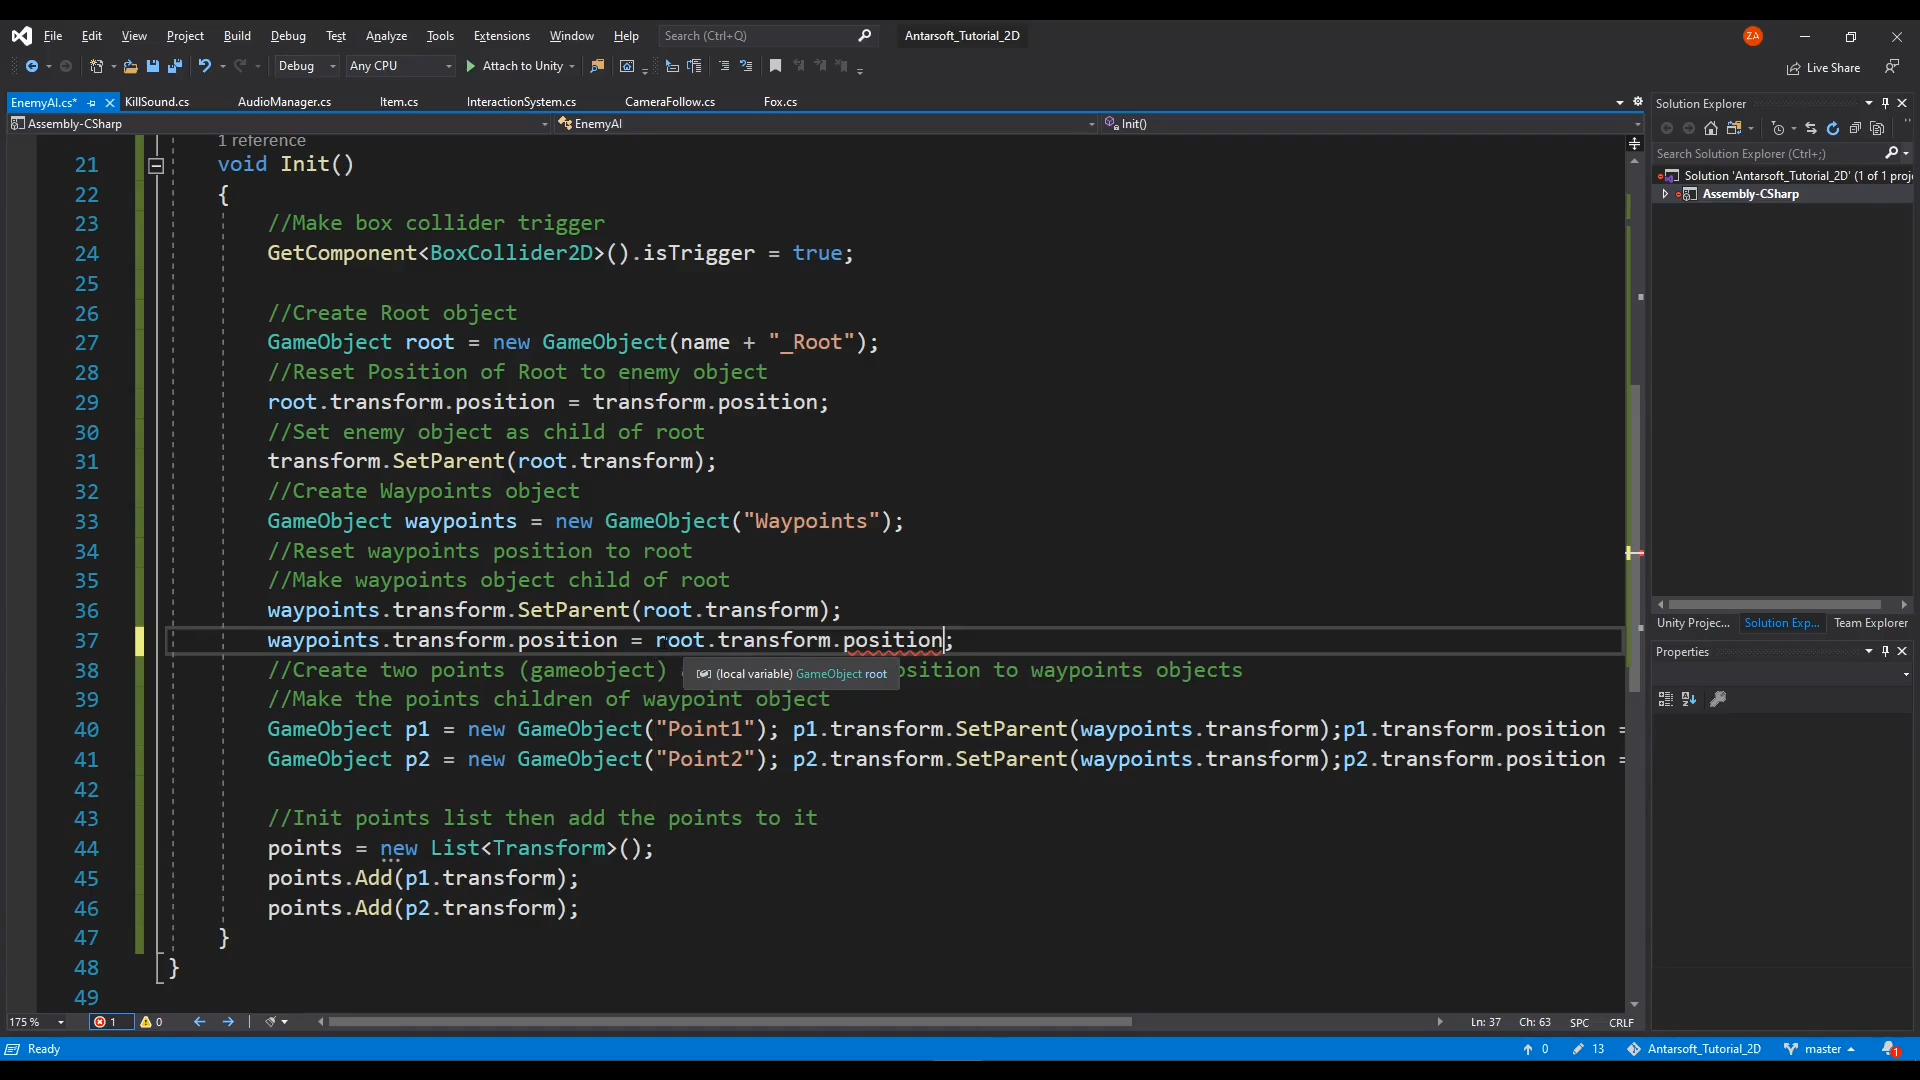 File Edit View Project Build Debug Test Analyze Tools Extensions Window Help Search (Ctrl+Q) Antarsoft_Tutorial_2D ZA
Debug Any CPU Attach to Unity Live Share
EnemyAI.cs* KillSound.cs AudioManager.cs Item.cs InteractionSystem.cs CameraFollow.cs Fox.cs
Assembly-CSharp EnemyAI Init()
1 reference
21 void Init()
22 {
23 //Make box collider trigger
24 GetComponent<BoxCollider2D>().isTrigger = true;
25
26 //Create Root object
27 GameObject root = new GameObject(name + "_Root");
28 //Reset Position of Root to enemy object
29 root.transform.position = transform.position;
30 //Set enemy object as child of root
31 transform.SetParent(root.transform);
32 //Create Waypoints object
33 GameObject waypoints = new GameObject("Waypoints");
34 //Reset waypoints position to root
35 //Make waypoints object child of root
36 waypoints.transform.SetParent(root.transform);
37 waypoints.transform.position = root.transform.position;
38 //Create two points (gameobject) osition to waypoints objects
(local variable) GameObject root
39 //Make the points children of waypoint object
40 GameObject p1 = new GameObject("Point1"); p1.transform.SetParent(waypoints.transform);p1.transform.position =
41 GameObject p2 = new GameObject("Point2"); p2.transform.SetParent(waypoints.transform);p2.transform.position =
42
43 //Init points list then add the points to it
44 points = new List<Transform>();
45 points.Add(p1.transform);
46 points.Add(p2.transform);
47 }
48 }
49
175 % 1 0 Ln: 37 Ch: 63 SPC CRLF
Solution Explorer
Search Solution Explorer (Ctrl+;)
Solution 'Antarsoft_Tutorial_2D' (1 of 1 proj
Assembly-CSharp
Unity Projec... Solution Exp... Team Explorer
Properties
Ready 0 13 Antarsoft_Tutorial_2D master 1